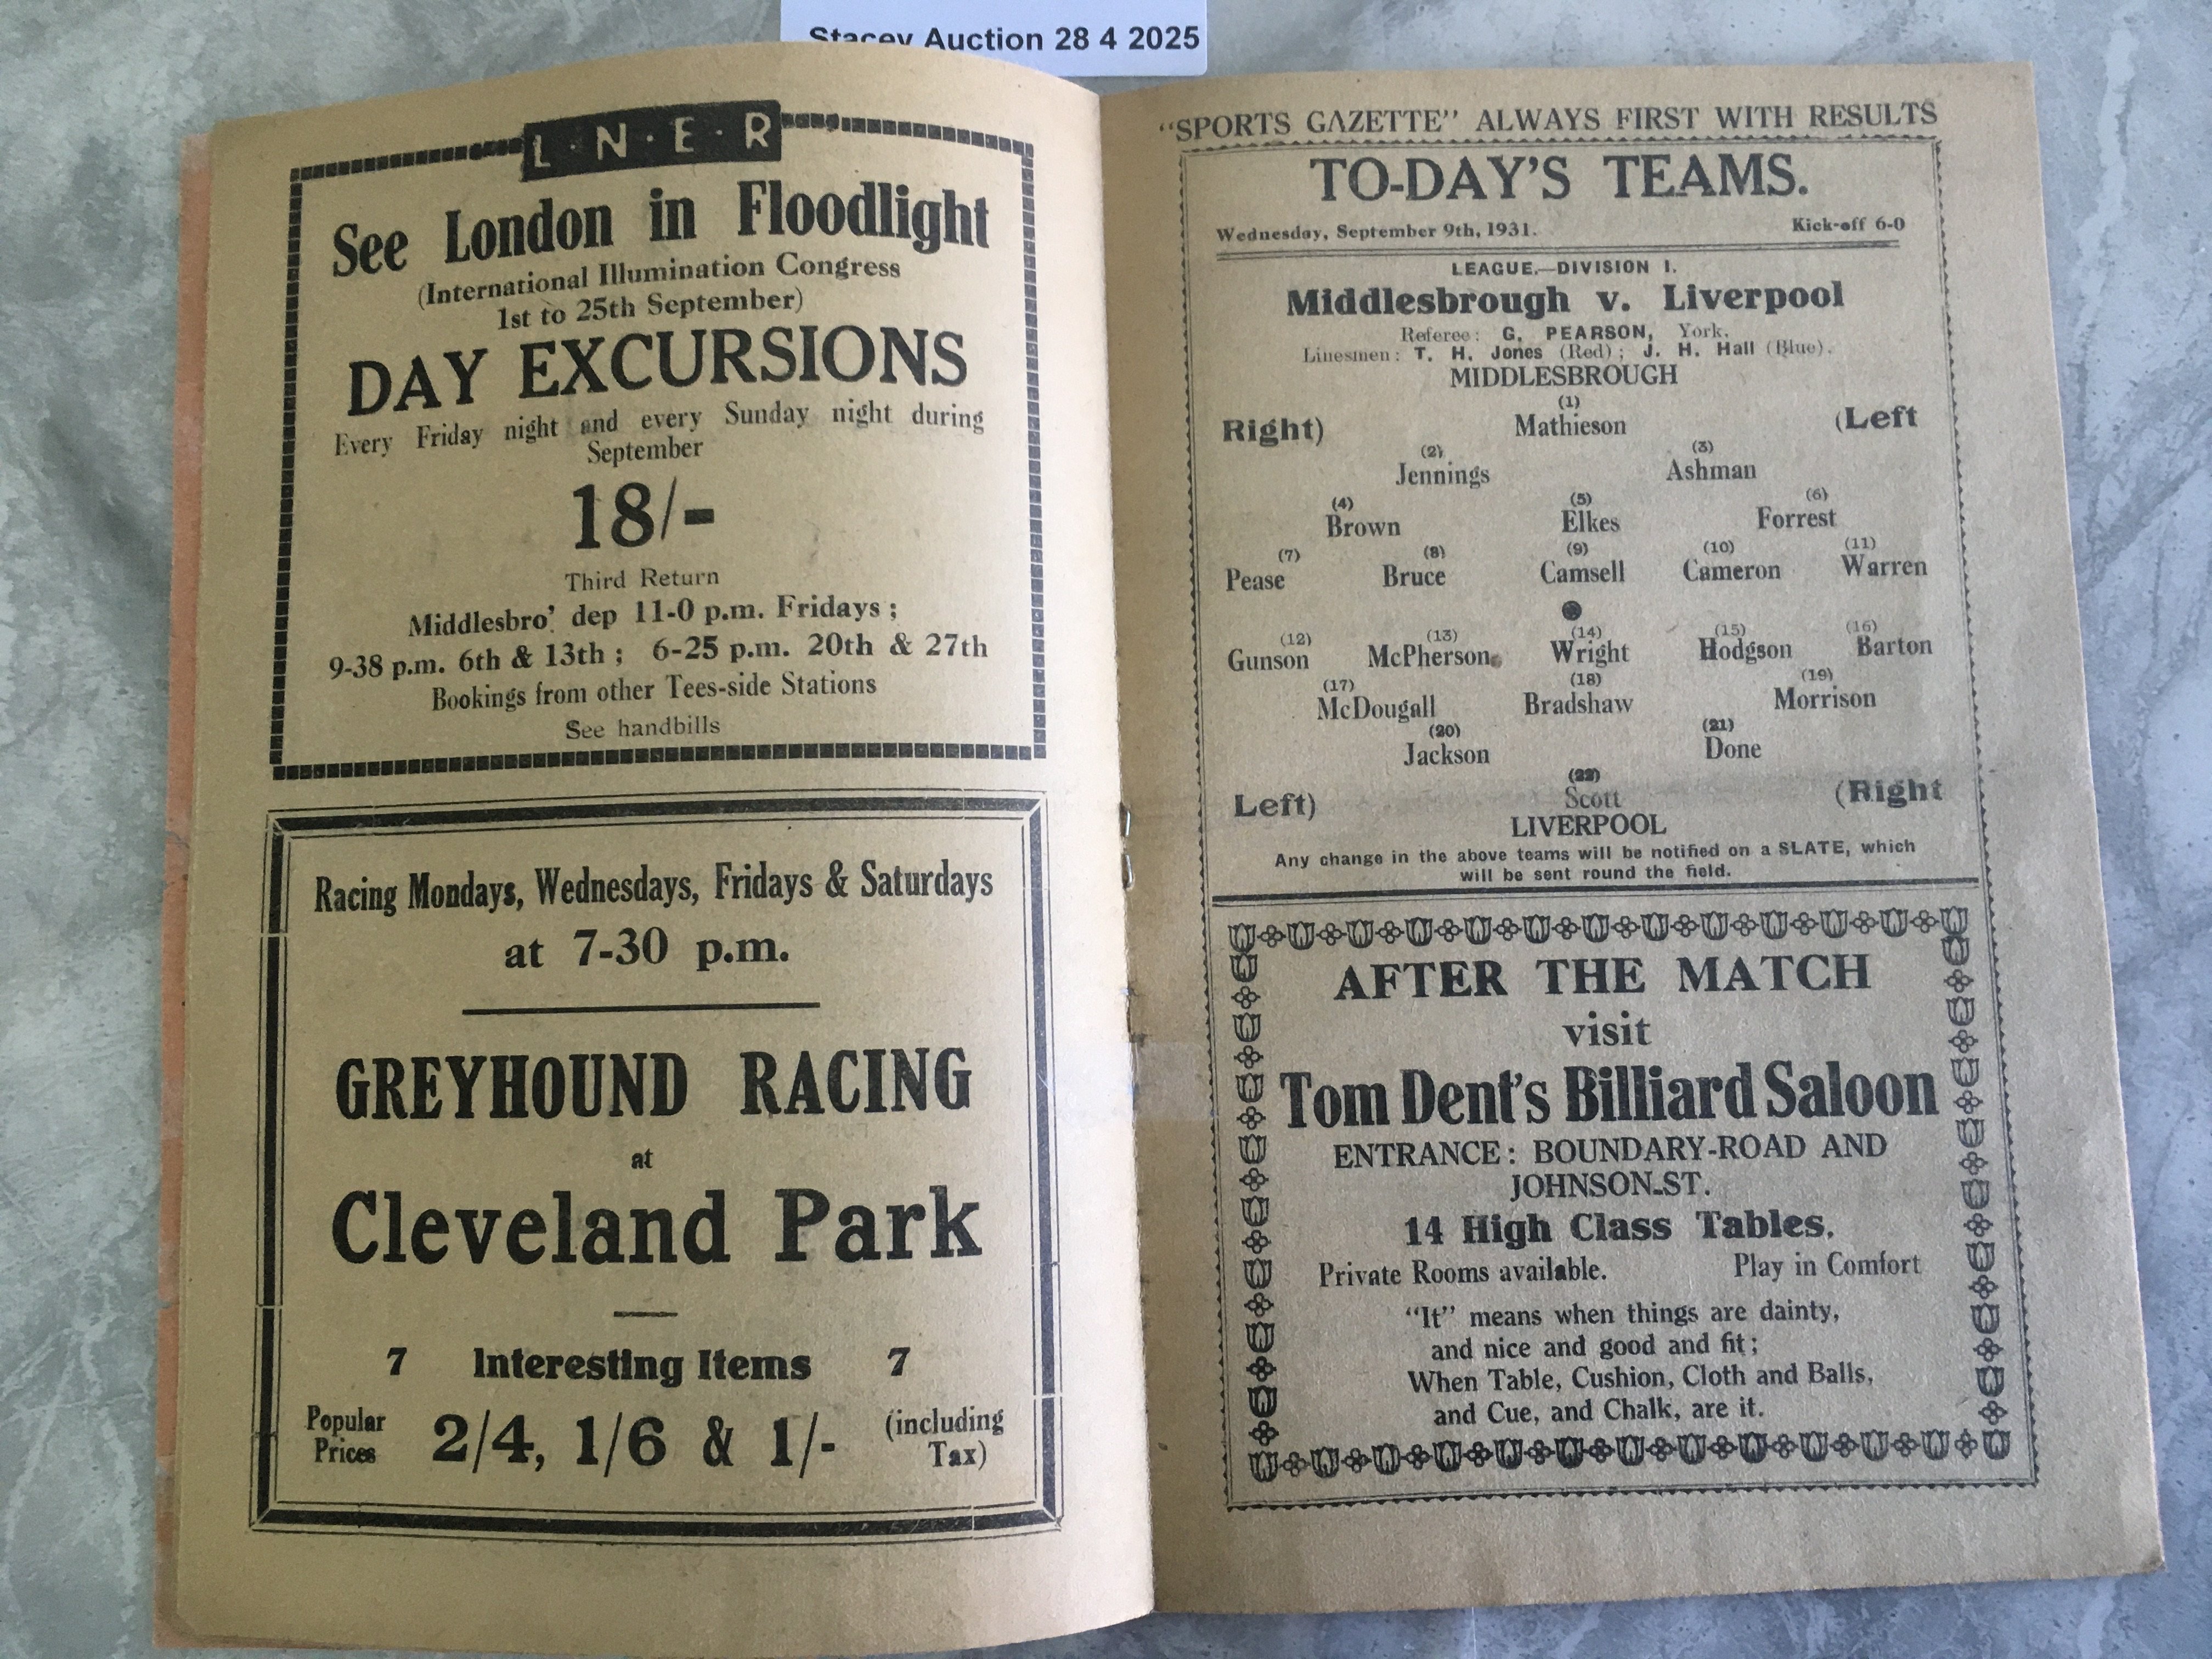 Stacey Auction 28 4 2025
L·N·E·R
See London in Floodlight
(International Illumination Congress
1st to 25th September)
DAY EXCURSIONS
Every Friday night and every Sunday night during
September
18/-
Third Return
Middlesbro' dep 11-0 p.m. Fridays ;
9-38 p.m. 6th & 13th ; 6-25 p.m. 20th & 27th
Bookings from other Tees-side Stations
See handbills
Racing Mondays, Wednesdays, Fridays & Saturdays
at 7-30 p.m.
GREYHOUND RACING
at
Cleveland Park
7 Interesting Items 7
Popular Prices 2/4, 1/6 & 1/- (including Tax)
"SPORTS GAZETTE" ALWAYS FIRST WITH RESULTS
TO-DAY'S TEAMS.
Wednesday, September 9th, 1931. Kick-off 6-0
LEAGUE.—DIVISION I.
Middlesbrough v. Liverpool
Referee: G. PEARSON, York.
Linesmen: T. H. Jones (Red); J. H. Hall (Blue).
MIDDLESBROUGH
(1)
Right) Mathieson (Left
(2) (3)
Jennings Ashman
(4) (5) (6)
Brown Elkes Forrest
(7) (8) (9) (10) (11)
Pease Bruce Camsell Cameron Warren
(12) (13) (14) (15) (16)
Gunson McPherson Wright Hodgson Barton
(17) (18) (19)
McDougall Bradshaw Morrison
(20) (21)
Jackson Done
(22)
Left) Scott (Right
LIVERPOOL
Any change in the above teams will be notified on a SLATE, which
will be sent round the field.
AFTER THE MATCH
visit
Tom Dent's Billiard Saloon
ENTRANCE: BOUNDARY-ROAD AND
JOHNSON-ST.
14 High Class Tables.
Private Rooms available. Play in Comfort
"It" means when things are dainty,
and nice and good and fit;
When Table, Cushion, Cloth and Balls,
and Cue, and Chalk, are it.